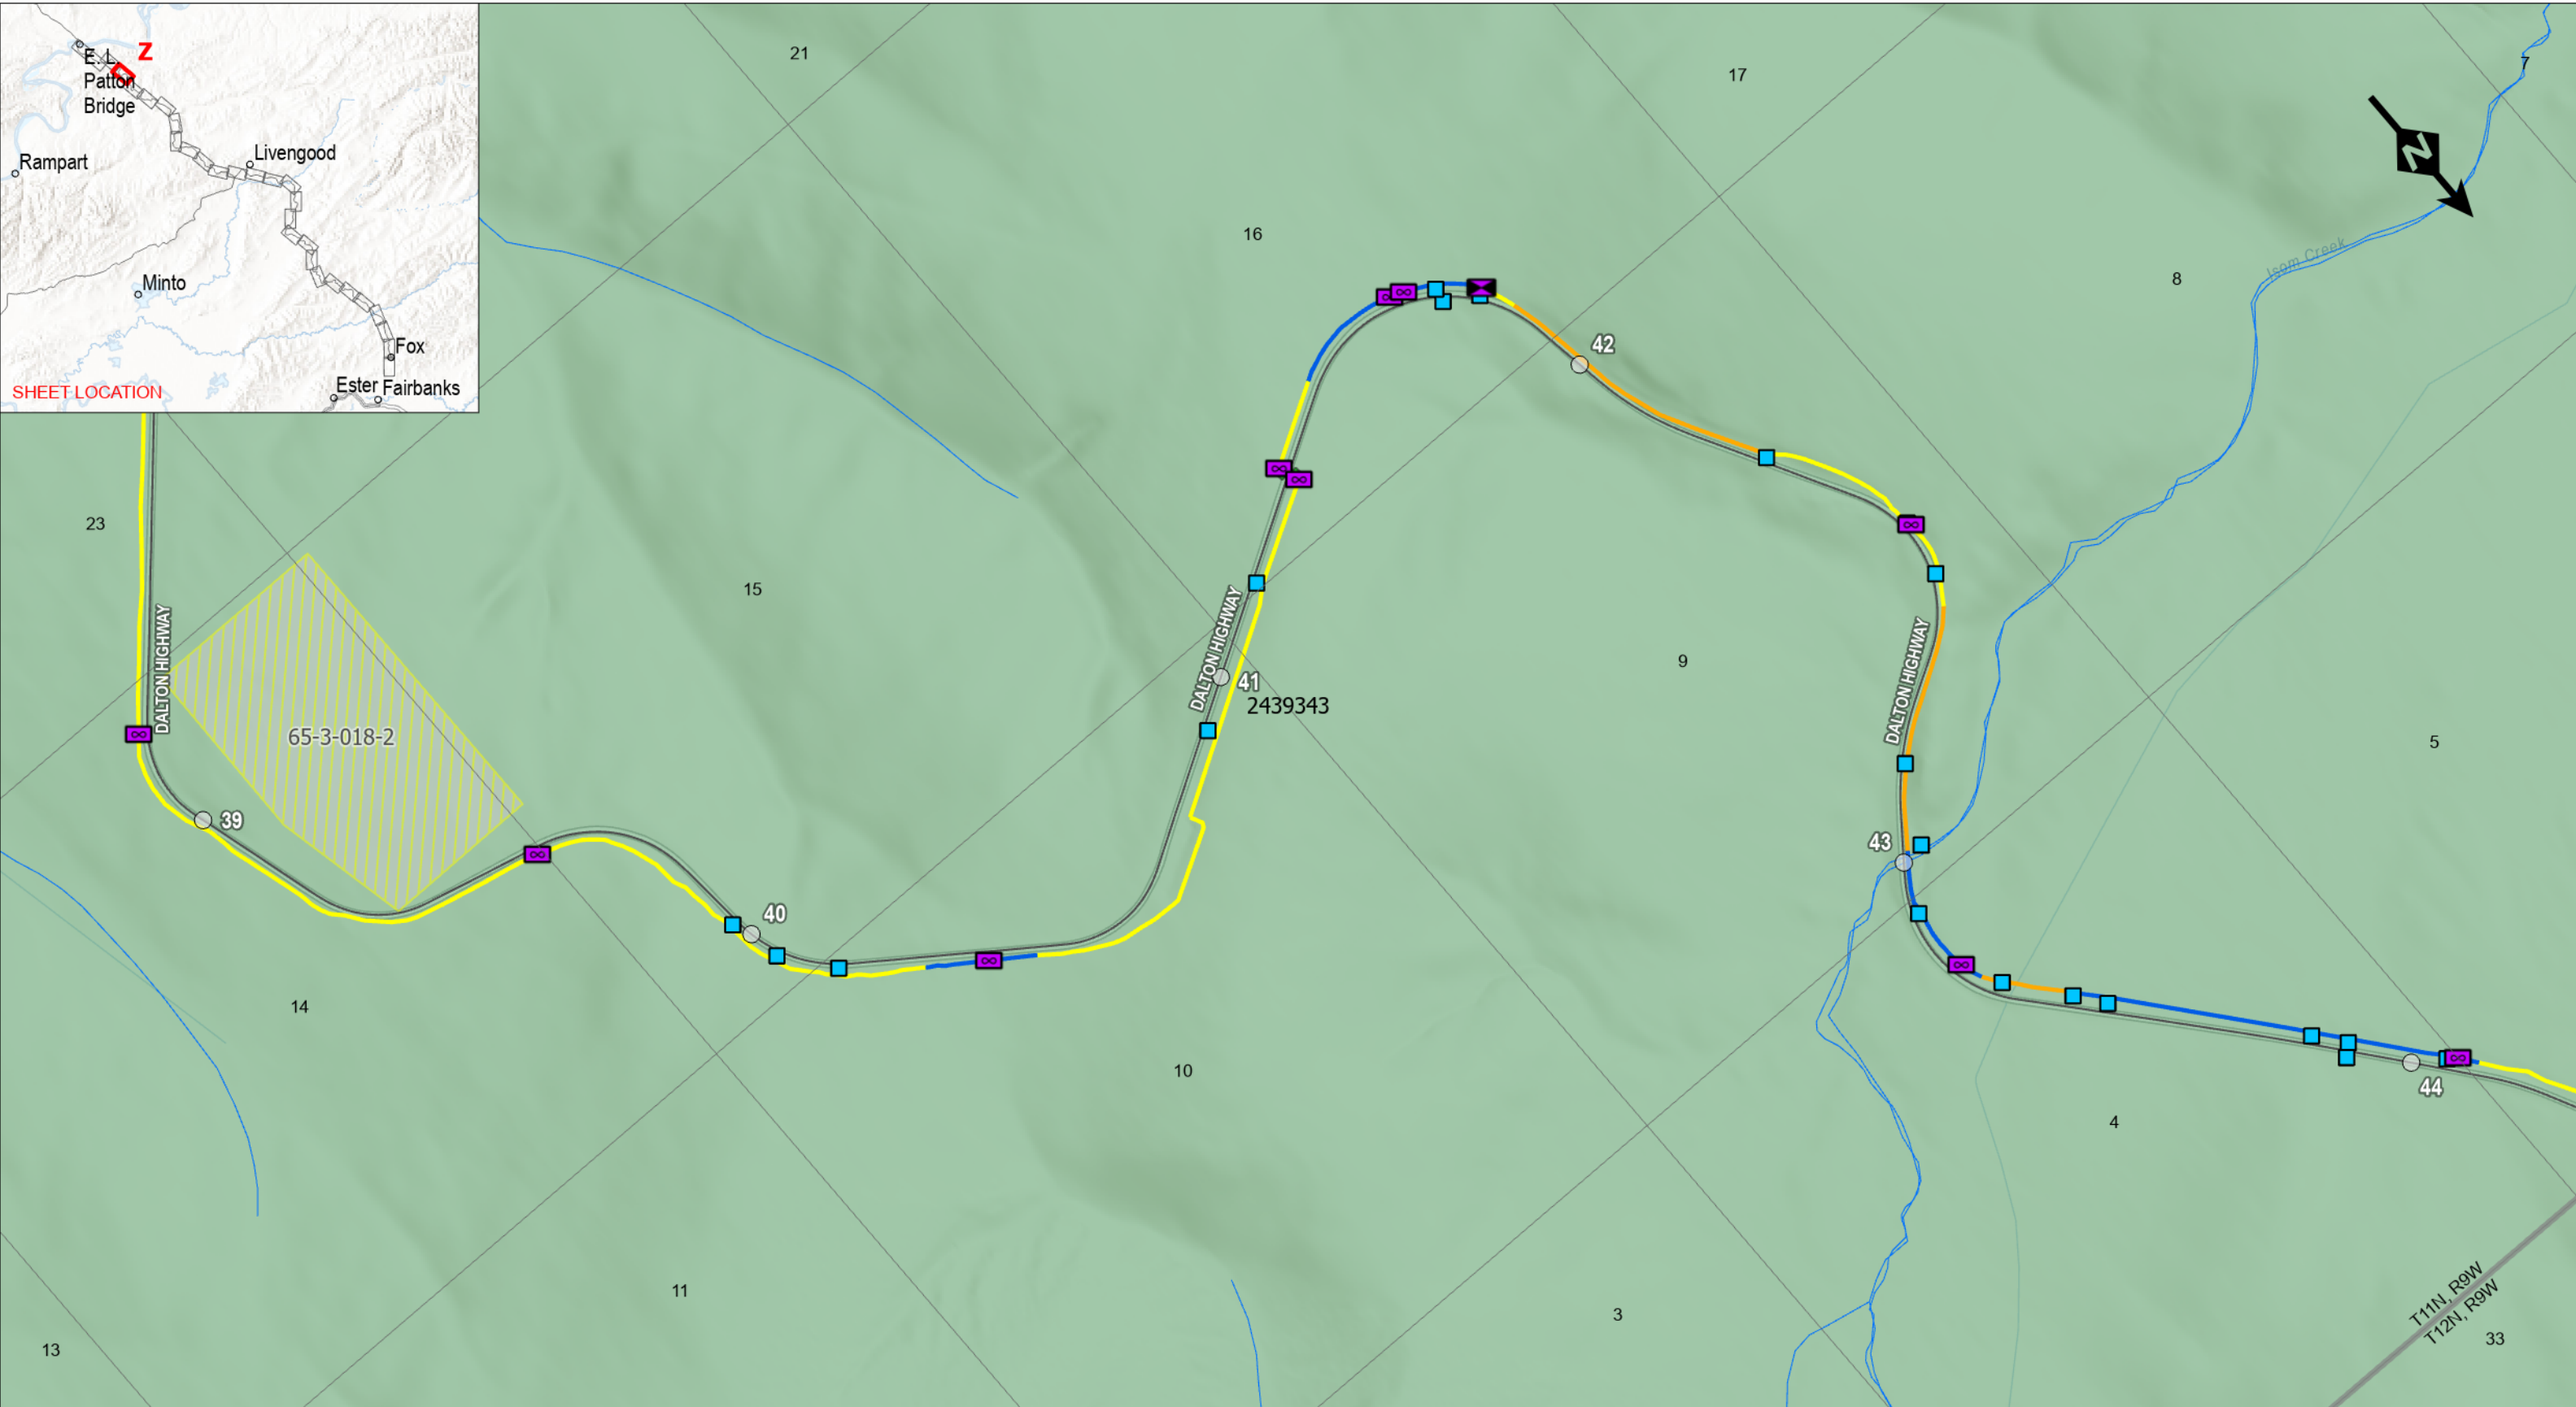 Z
E. L.
Patton
Bridge
Rampart
Livengood
Minto
Fox
Ester
Fairbanks
SHEET LOCATION
21
17
7
N
16
8
Isom Creek
42
23
15
DALTON HIGHWAY
65-3-018-2
39
DALTON HIGHWAY
41
2439343
9
DALTON HIGHWAY
5
43
40
14
10
44
4
11
3
13
T11N, R9W
T12N, R9W
33